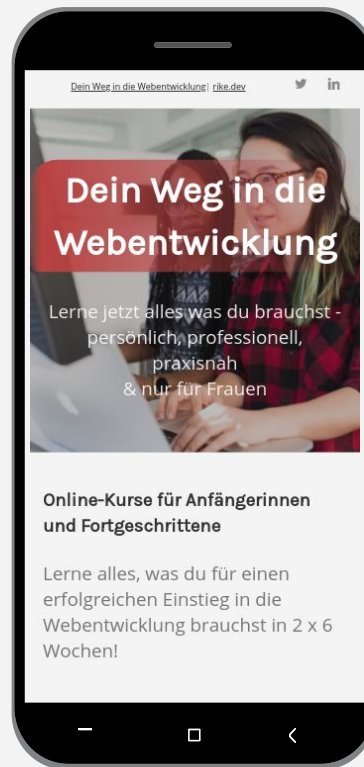 Dein Weg in die Webentwicklung| rike.dev
in
Dein Weg in die
Webentwicklung
Lerne jetzt alles was du brauchst -
persönlich, professionell,
praxisnah
& nur für Frauen
Online-Kurse für Anfängerinnen
und Fortgeschrittene
Lerne alles, was du für einen
erfolgreichen Einstieg in die
Webentwicklung brauchst in 2 x 6
Wochen!